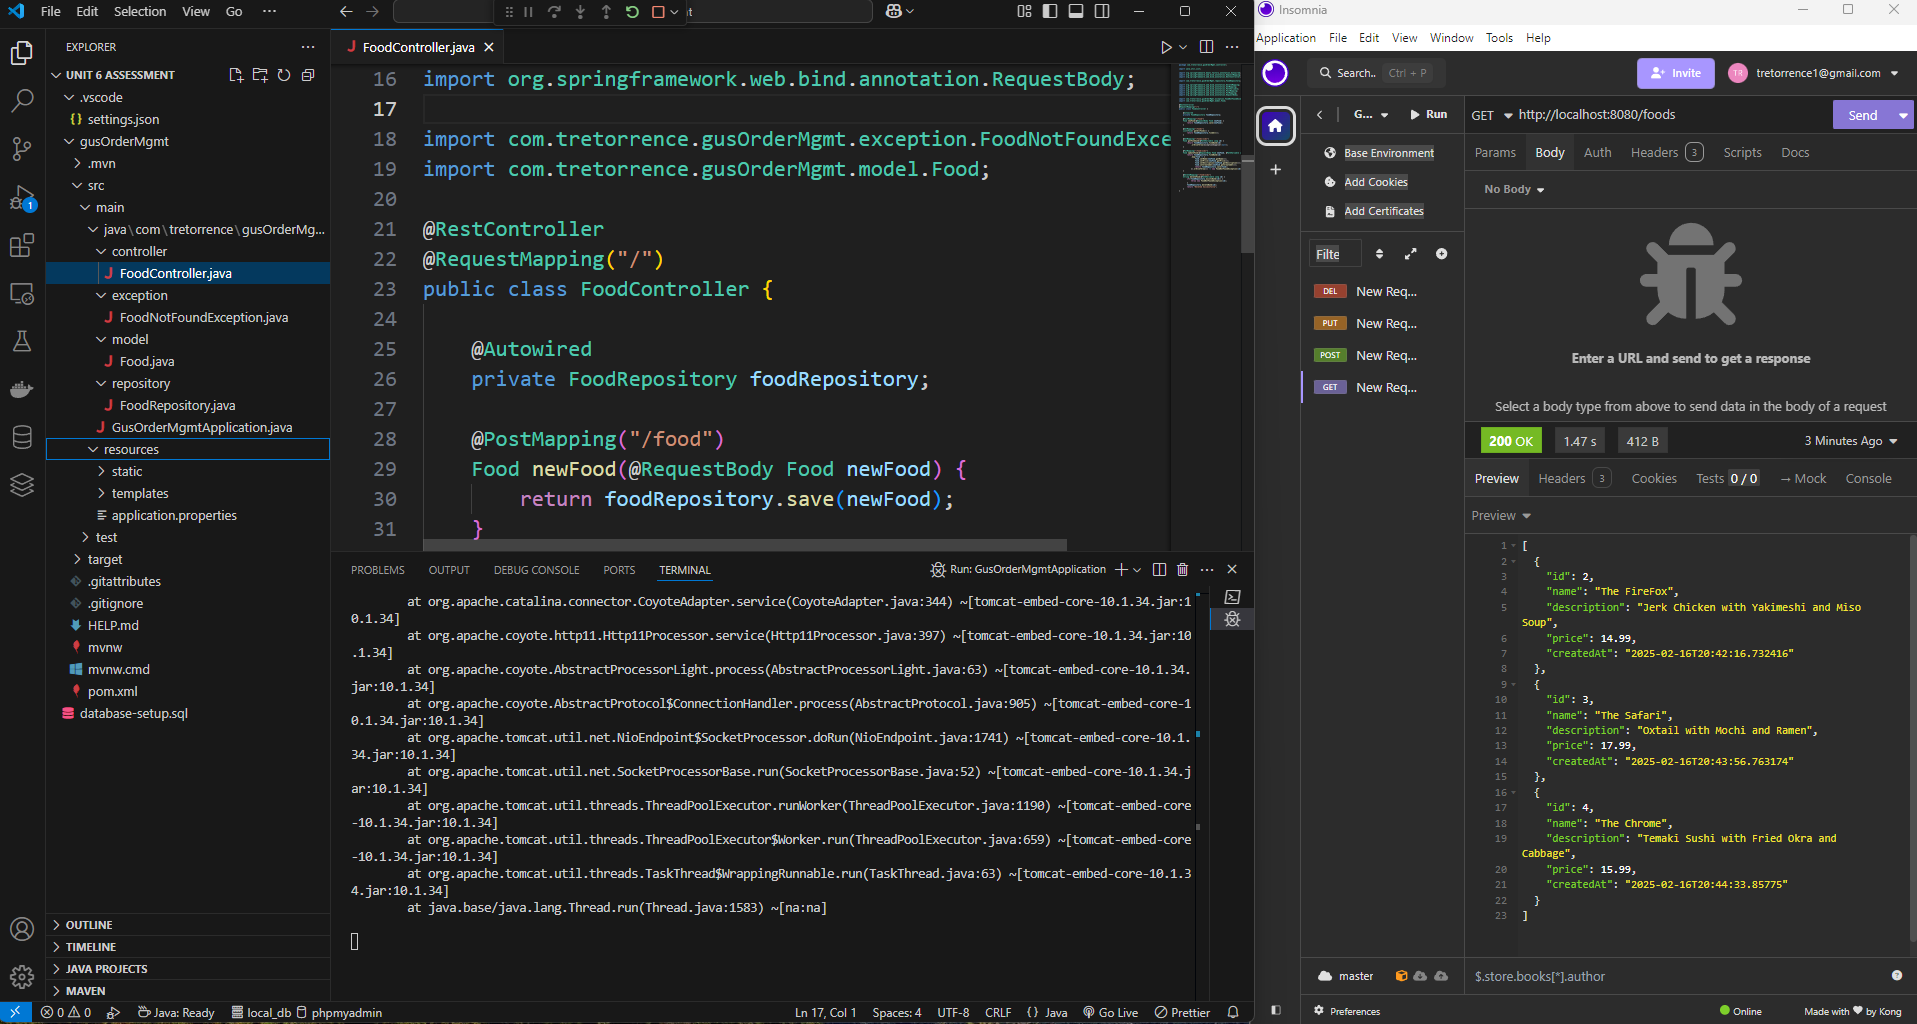 File Edit Selection View Go ···
nt
EXPLORER ···
UNIT 6 ASSESSMENT
.vscode
{} settings.json
gusOrderMgmt
.mvn
src
main
java\com\tretorrence\gusOrderMg...
controller
J FoodController.java
exception
J FoodNotFoundException.java
model
J Food.java
repository
J FoodRepository.java
J GusOrderMgmtApplication.java
resources
static
templates
application.properties
test
target
.gitattributes
.gitignore
HELP.md
mvnw
mvnw.cmd
pom.xml
database-setup.sql
OUTLINE
TIMELINE
JAVA PROJECTS
MAVEN
1
J FoodController.java
16 import org.springframework.web.bind.annotation.RequestBody;
17
18 import com.tretorrence.gusOrderMgmt.exception.FoodNotFoundExce
19 import com.tretorrence.gusOrderMgmt.model.Food;
20
21 @RestController
22 @RequestMapping("/")
23 public class FoodController {
24
25 @Autowired
26 private FoodRepository foodRepository;
27
28 @PostMapping("/food")
29 Food newFood(@RequestBody Food newFood) {
30 return foodRepository.save(newFood);
31 }
PROBLEMS OUTPUT DEBUG CONSOLE PORTS TERMINAL Run: GusOrderMgmtApplication
at org.apache.catalina.connector.CoyoteAdapter.service(CoyoteAdapter.java:344) ~[tomcat-embed-core-10.1.34.jar:1
0.1.34]
at org.apache.coyote.http11.Http11Processor.service(Http11Processor.java:397) ~[tomcat-embed-core-10.1.34.jar:10
.1.34]
at org.apache.coyote.AbstractProcessorLight.process(AbstractProcessorLight.java:63) ~[tomcat-embed-core-10.1.34.
jar:10.1.34]
at org.apache.coyote.AbstractProtocol$ConnectionHandler.process(AbstractProtocol.java:905) ~[tomcat-embed-core-1
0.1.34.jar:10.1.34]
at org.apache.tomcat.util.net.NioEndpoint$SocketProcessor.doRun(NioEndpoint.java:1741) ~[tomcat-embed-core-10.1.
34.jar:10.1.34]
at org.apache.tomcat.util.net.SocketProcessorBase.run(SocketProcessorBase.java:52) ~[tomcat-embed-core-10.1.34.j
ar:10.1.34]
at org.apache.tomcat.util.threads.ThreadPoolExecutor.runWorker(ThreadPoolExecutor.java:1190) ~[tomcat-embed-core
-10.1.34.jar:10.1.34]
at org.apache.tomcat.util.threads.ThreadPoolExecutor$Worker.run(ThreadPoolExecutor.java:659) ~[tomcat-embed-core
-10.1.34.jar:10.1.34]
at org.apache.tomcat.util.threads.TaskThread$WrappingRunnable.run(TaskThread.java:63) ~[tomcat-embed-core-10.1.3
4.jar:10.1.34]
at java.base/java.lang.Thread.run(Thread.java:1583) ~[na:na]
0 0 Java: Ready local_db phpmyadmin Ln 17, Col 1 Spaces: 4 UTF-8 CRLF {} Java Go Live Prettier
Insomnia
Application File Edit View Window Tools Help
Search.. Ctrl + P Invite TR tretorrence1@gmail.com
G... Run
Base Environment
Add Cookies
Add Certificates
Filte
DEL New Req...
PUT New Req...
POST New Req...
GET New Req...
GET http://localhost:8080/foods Send
Params Body Auth Headers 3 Scripts Docs
No Body
Enter a URL and send to get a response
Select a body type from above to send data in the body of a request
200 OK 1.47 s 412 B 3 Minutes Ago
Preview Headers 3 Cookies Tests 0 / 0 → Mock Console
Preview
1 [
2 {
3 "id": 2,
4 "name": "The FireFox",
5 "description": "Jerk Chicken with Yakimeshi and Miso
Soup",
6 "price": 14.99,
7 "createdAt": "2025-02-16T20:42:16.732416"
8 },
9 {
10 "id": 3,
11 "name": "The Safari",
12 "description": "Oxtail with Mochi and Ramen",
13 "price": 17.99,
14 "createdAt": "2025-02-16T20:43:56.763174"
15 },
16 {
17 "id": 4,
18 "name": "The Chrome",
19 "description": "Temaki Sushi with Fried Okra and
Cabbage",
20 "price": 15.99,
21 "createdAt": "2025-02-16T20:44:33.85775"
22 }
23 ]
master $.store.books[*].author
Preferences Online Made with ♥ by Kong